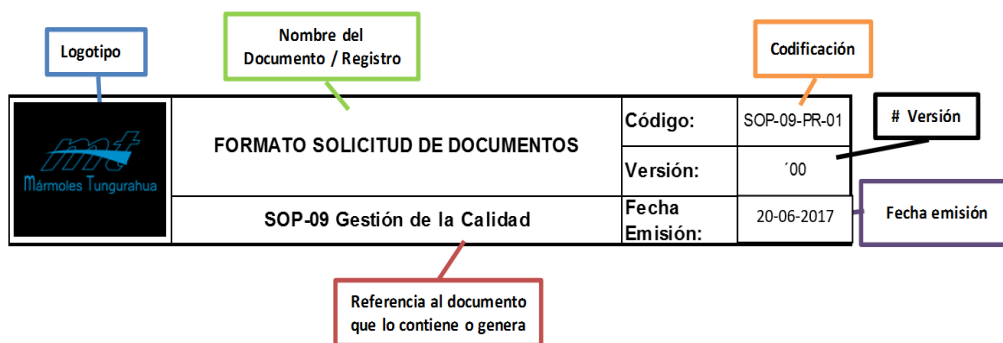 Nombre del
Documento / Registro
Logotipo
Codificación
# Versión
mt
Mármoles Tungurahua
FORMATO SOLICITUD DE DOCUMENTOS
Código:
SOP-09-PR-01
Versión:
´00
SOP-09 Gestión de la Calidad
Fecha
Emisión:
20-06-2017
Fecha emisión
Referencia al documento
que lo contiene o genera